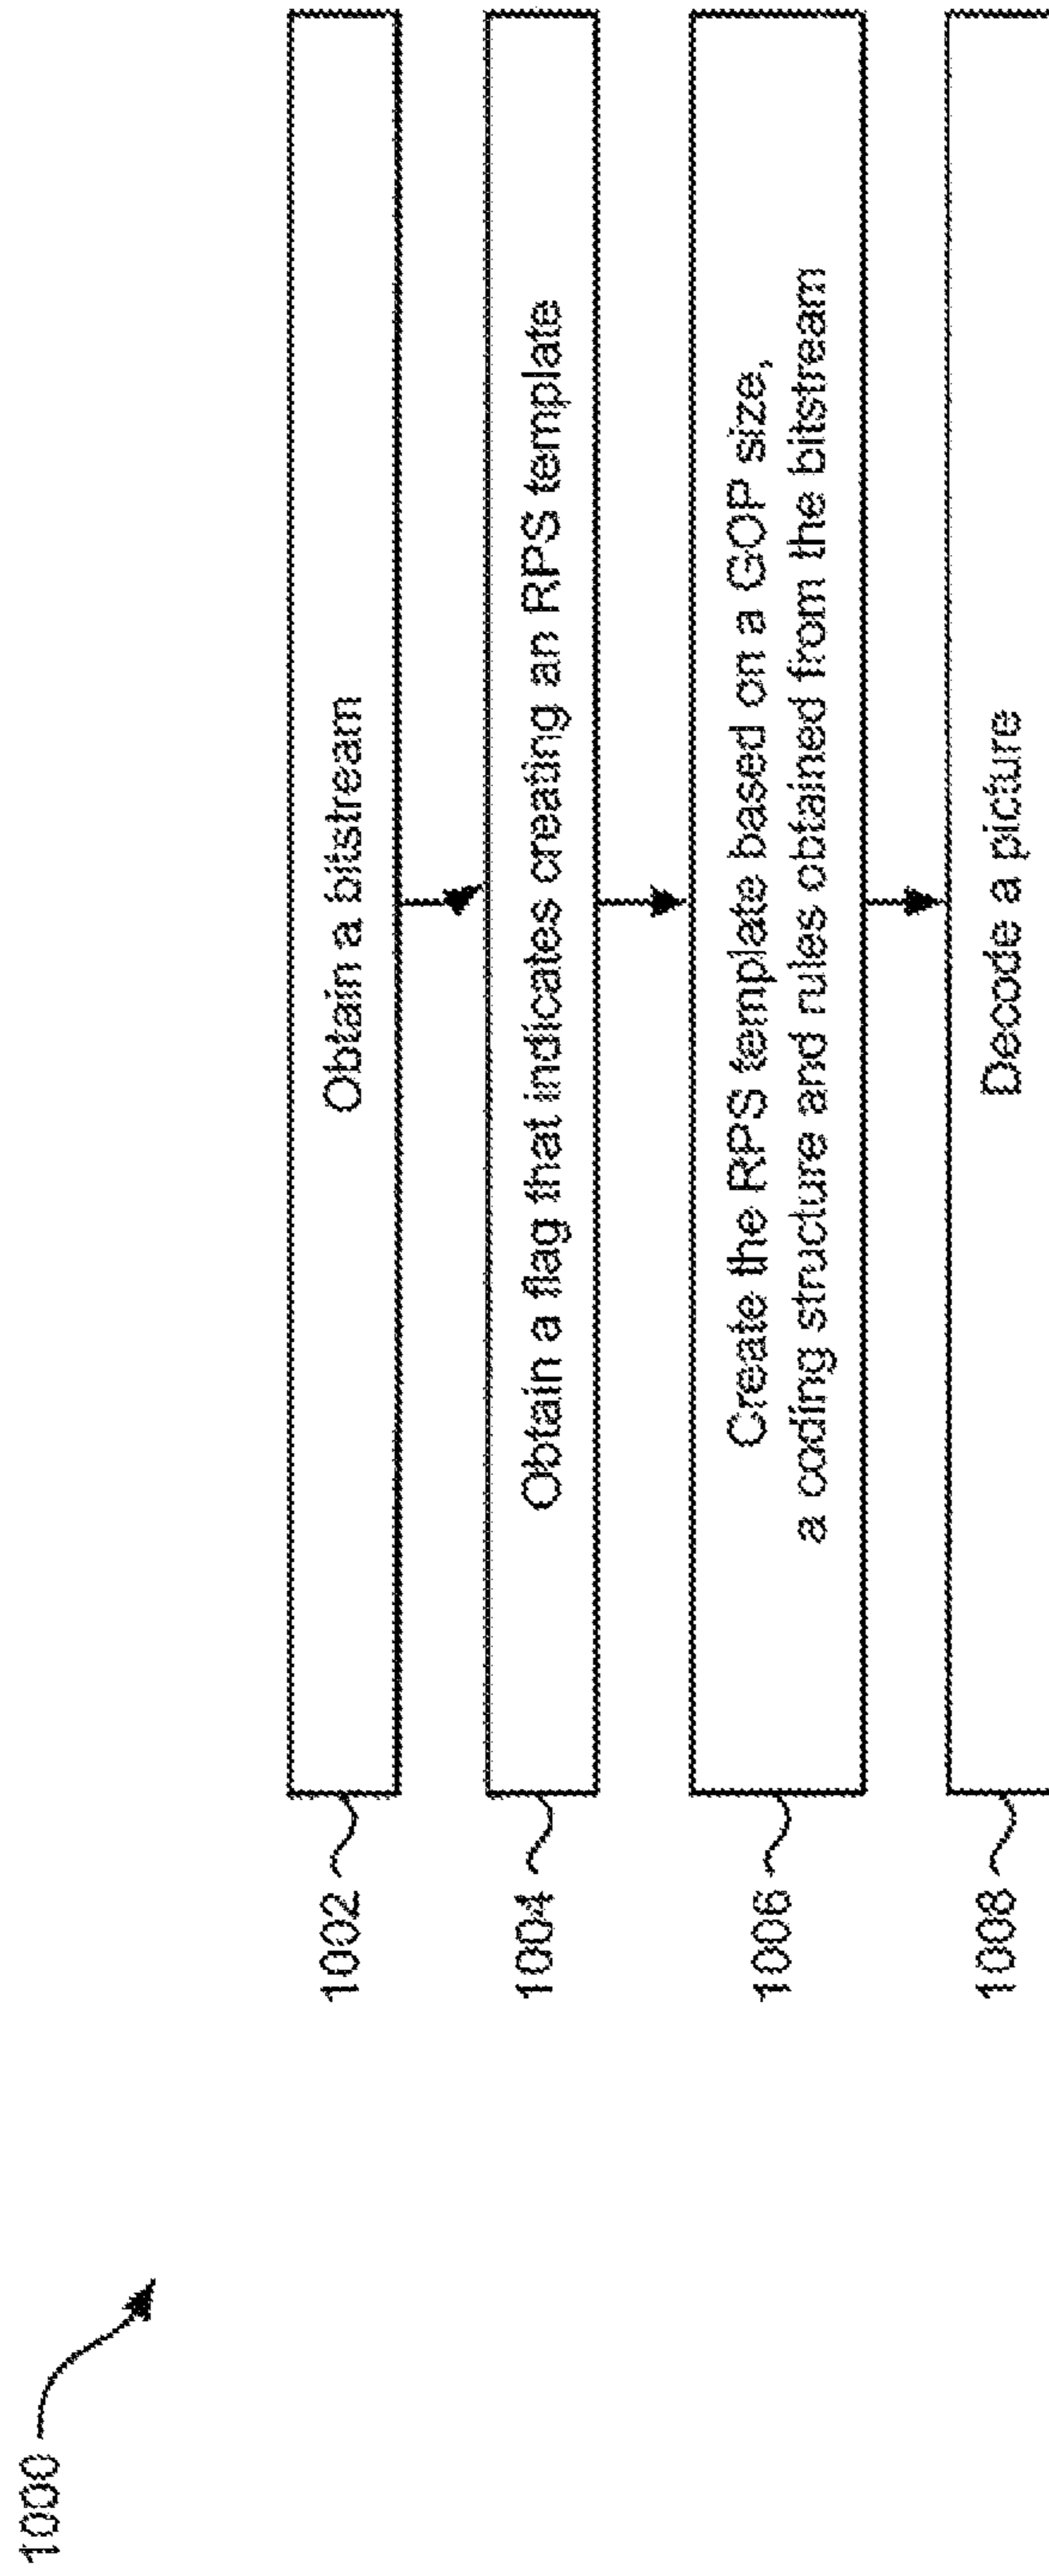 1000
1002
Obtain a bitstream
1004
Obtain a flag that indicates creating an RPS template
1006
Create the RPS template based on a GOP size,
a coding structure and rules obtained from the bitstream
1008
Decode a picture